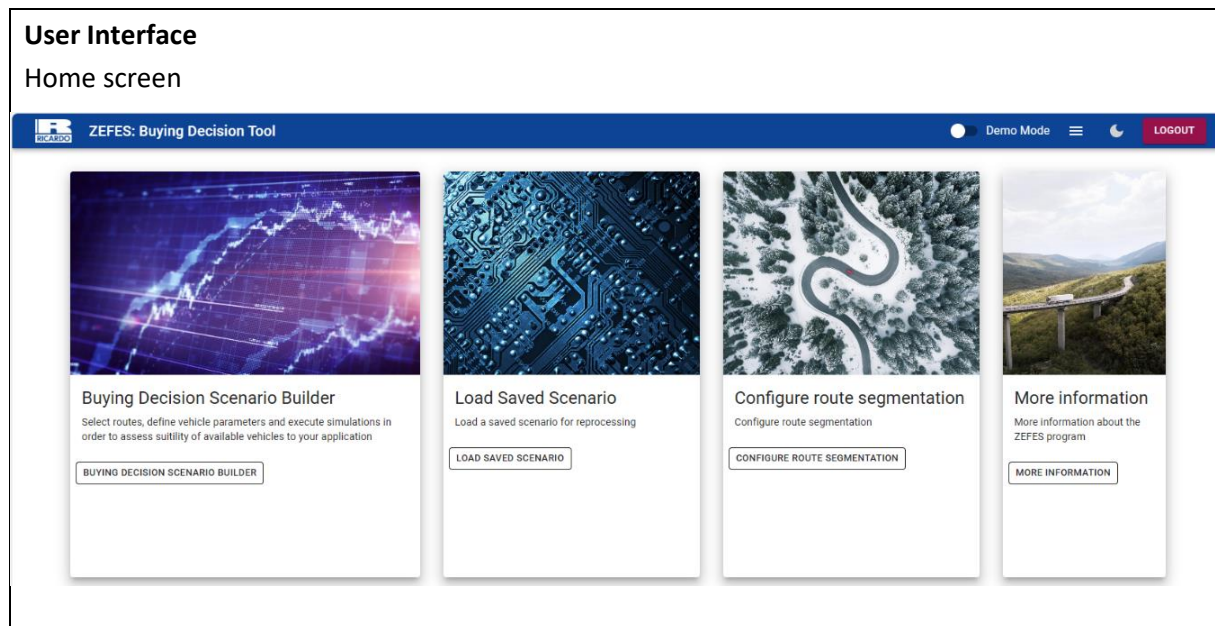 User Interface
Home screen
RICARDO
ZEFES: Buying Decision Tool
Demo Mode
LOGOUT
Buying Decision Scenario Builder
Select routes, define vehicle parameters and execute simulations in
order to assess suitility of available vehicles to your application
BUYING DECISION SCENARIO BUILDER
Load Saved Scenario
Load a saved scenario for reprocessing
LOAD SAVED SCENARIO
Configure route segmentation
Configure route segmentation
CONFIGURE ROUTE SEGMENTATION
More information
More information about the
ZEFES program
MORE INFORMATION